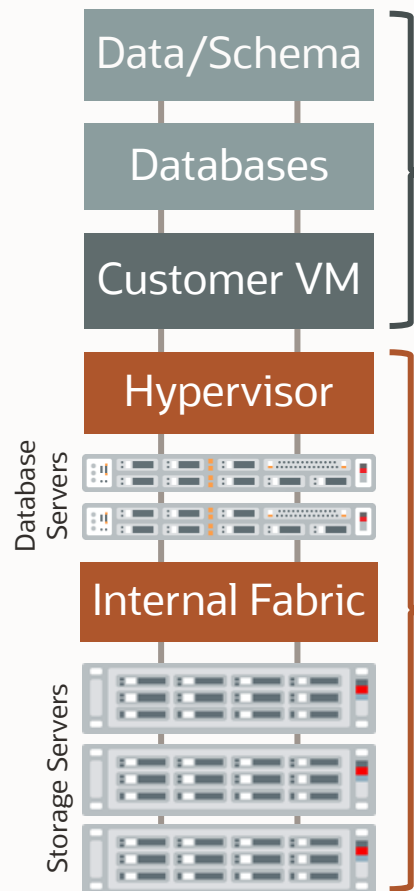 Data/Schema
Databases
Customer VM
Hypervisor
Database
Servers
Internal Fabric
Storage Servers